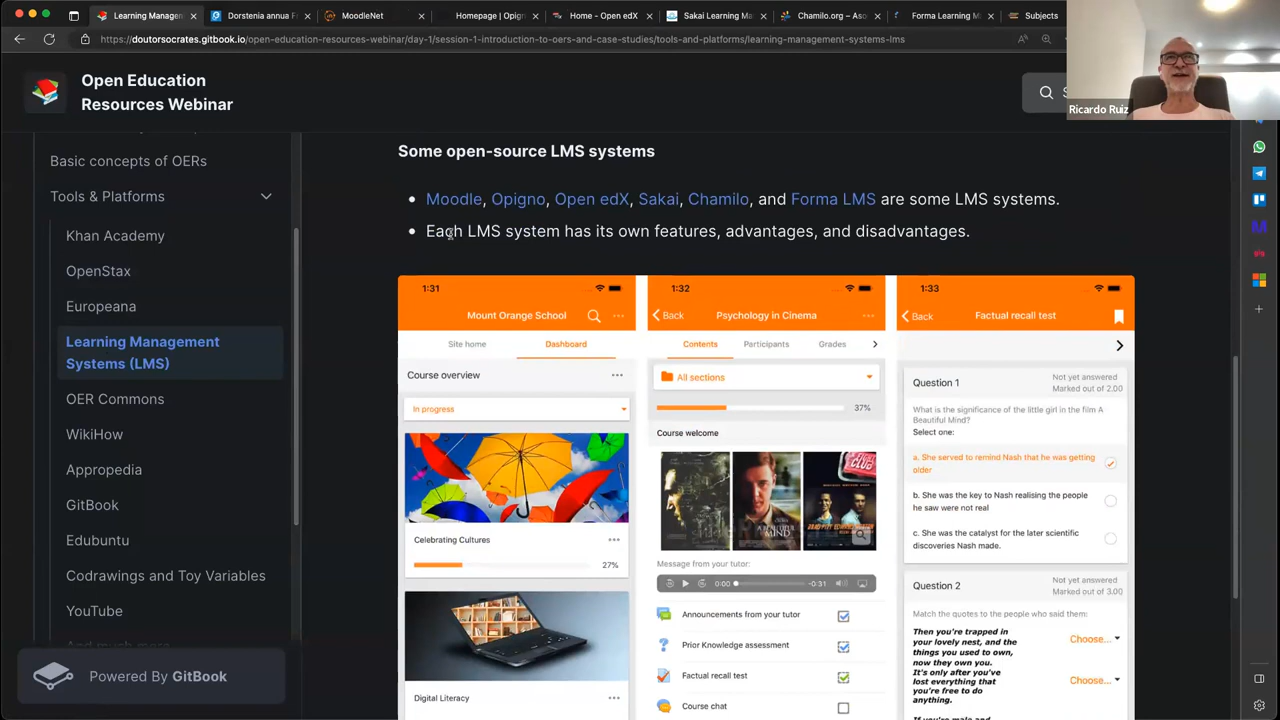 Learning Managemen
Dorstenia annua F
MoodleNet
Homepage | Opign
Home - Open edX
Sakai Learning Ma
Chamilo.org – Aso
Forma Learning M
Subjects
https://doutorsocrates.gitbook.io/open-education-resources-webinar/day-1/session-1-introduction-to-oers-and-case-studies/tools-and-platforms/learning-management-systems-lms
Open Education
Resources Webinar
S
Ricardo Ruiz
Basic concepts of OERs
Tools & Platforms
Khan Academy
OpenStax
Europeana
Learning Management
Systems (LMS)
OER Commons
WikiHow
Appropedia
GitBook
Edubuntu
Codrawings and Toy Variables
YouTube
And much more
Powered By GitBook
Some open-source LMS systems
Moodle, Opigno, Open edX, Sakai, Chamilo, and Forma LMS are some LMS systems.
Each LMS system has its own features, advantages, and disadvantages.
1:31
Mount Orange School
Site home
Dashboard
Course overview
In progress
Celebrating Cultures
27%
Digital Literacy
1:32
Back
Psychology in Cinema
Contents
Participants
Grades
All sections
37%
Course welcome
A BEAUTIFUL
MIND
CLUB
Message from your tutor:
0:00
-0:31
Announcements from your tutor
Prior Knowledge assessment
Factual recall test
Course chat
1:33
Back
Factual recall test
Question 1
Not yet answered
Marked out of 2.00
What is the significance of the little girl in the film A
Beautiful Mind?
Select one:
a. She served to remind Nash that he was getting
older
b. She was the key to Nash realising the people
he saw were not real
c. She was the catalyst for the later scientific
discoveries Nash made.
Question 2
Not yet answered
Marked out of 3.00
Match the quotes to the people who said them:
Then you're trapped in
your lovely nest, and the
things you used to own,
now they own you.
Choose...
It's only after you've
lost everything that
you're free to do
anything.
Choose...
If you're male and